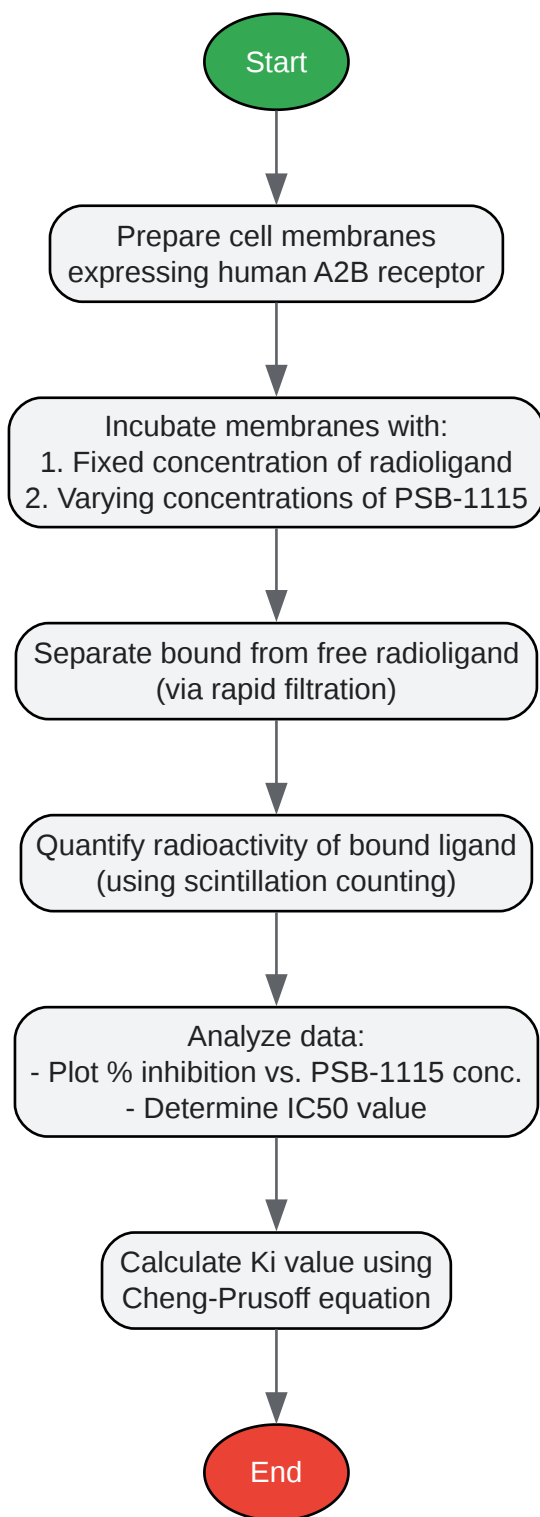 Start
Prepare cell membranes
expressing human A2B receptor
Incubate membranes with:
1. Fixed concentration of radioligand
2. Varying concentrations of PSB-1115
Separate bound from free radioligand
(via rapid filtration)
Quantify radioactivity of bound ligand
(using scintillation counting)
Analyze data:
- Plot % inhibition vs. PSB-1115 conc.
- Determine IC50 value
Calculate Ki value using
Cheng-Prusoff equation
End